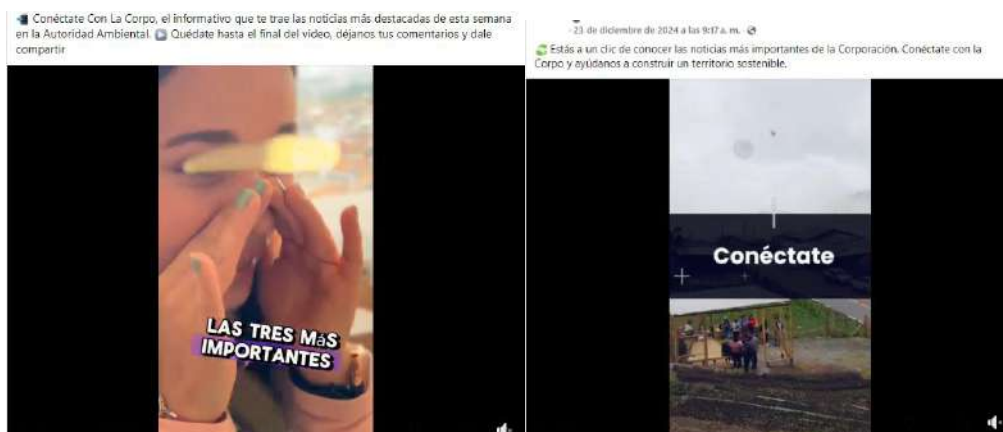 📲 Conéctate Con La Corpo, el informativo que te trae las noticias más destacadas de esta semana
en la Autoridad Ambiental. ▶️ Quédate hasta el final del video, déjanos tus comentarios y dale
compartir
LAS TRES MáS
IMPORTANTES
23 de diciembre de 2024 a las 9:17 a. m.
Estás a un clic de conocer las noticias más importantes de la Corporación. Conéctate con la
Corpo y ayúdanos a construir un territorio sostenible.
Conéctate